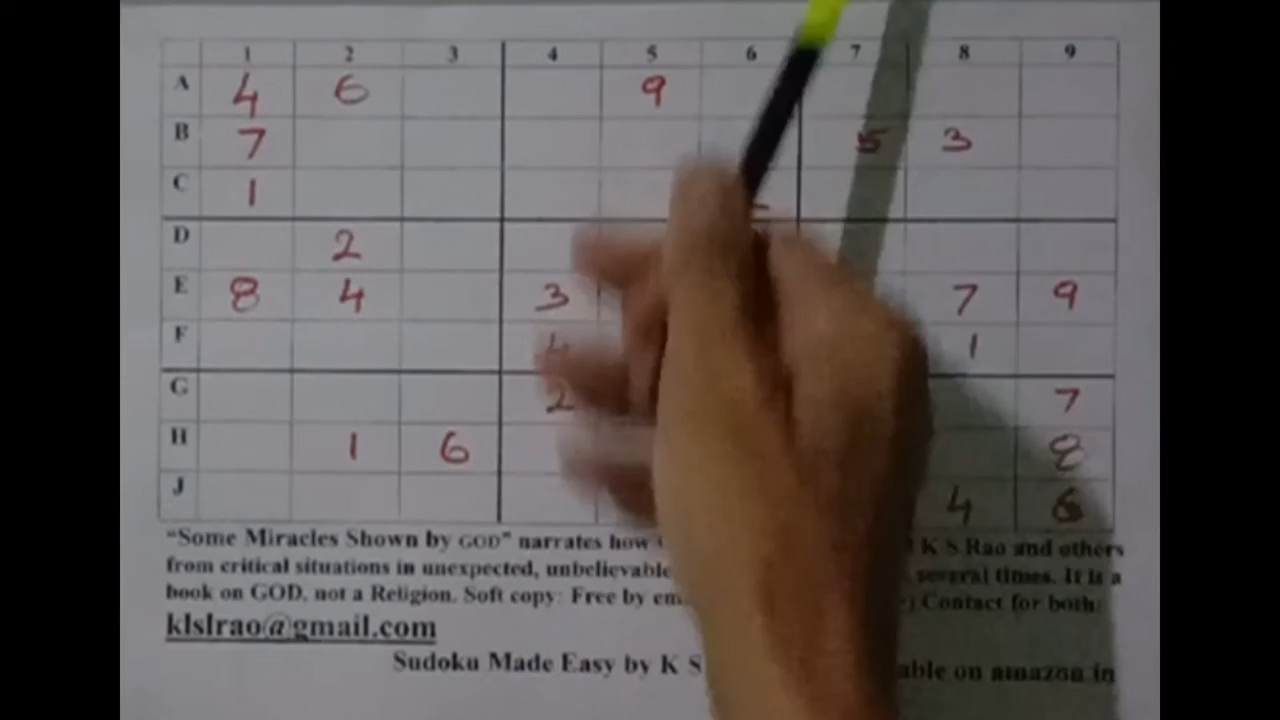 1 2 3 4 5 6 7 8 9
A 4 6 9
B 7 5 3
C 1
D 2
E 8 4 3 7 9
F 1
G 2 7
H 1 6 8
J 4 6
"Some Miracles Shown by GOD" narrates how K S Rao and others
from critical situations in unexpected, unbelievable several times. It is a
book on GOD, not a Religion. Soft copy: Free by Contact for both:
klslrao@gmail.com
Sudoku Made Easy by K S on amazon.in